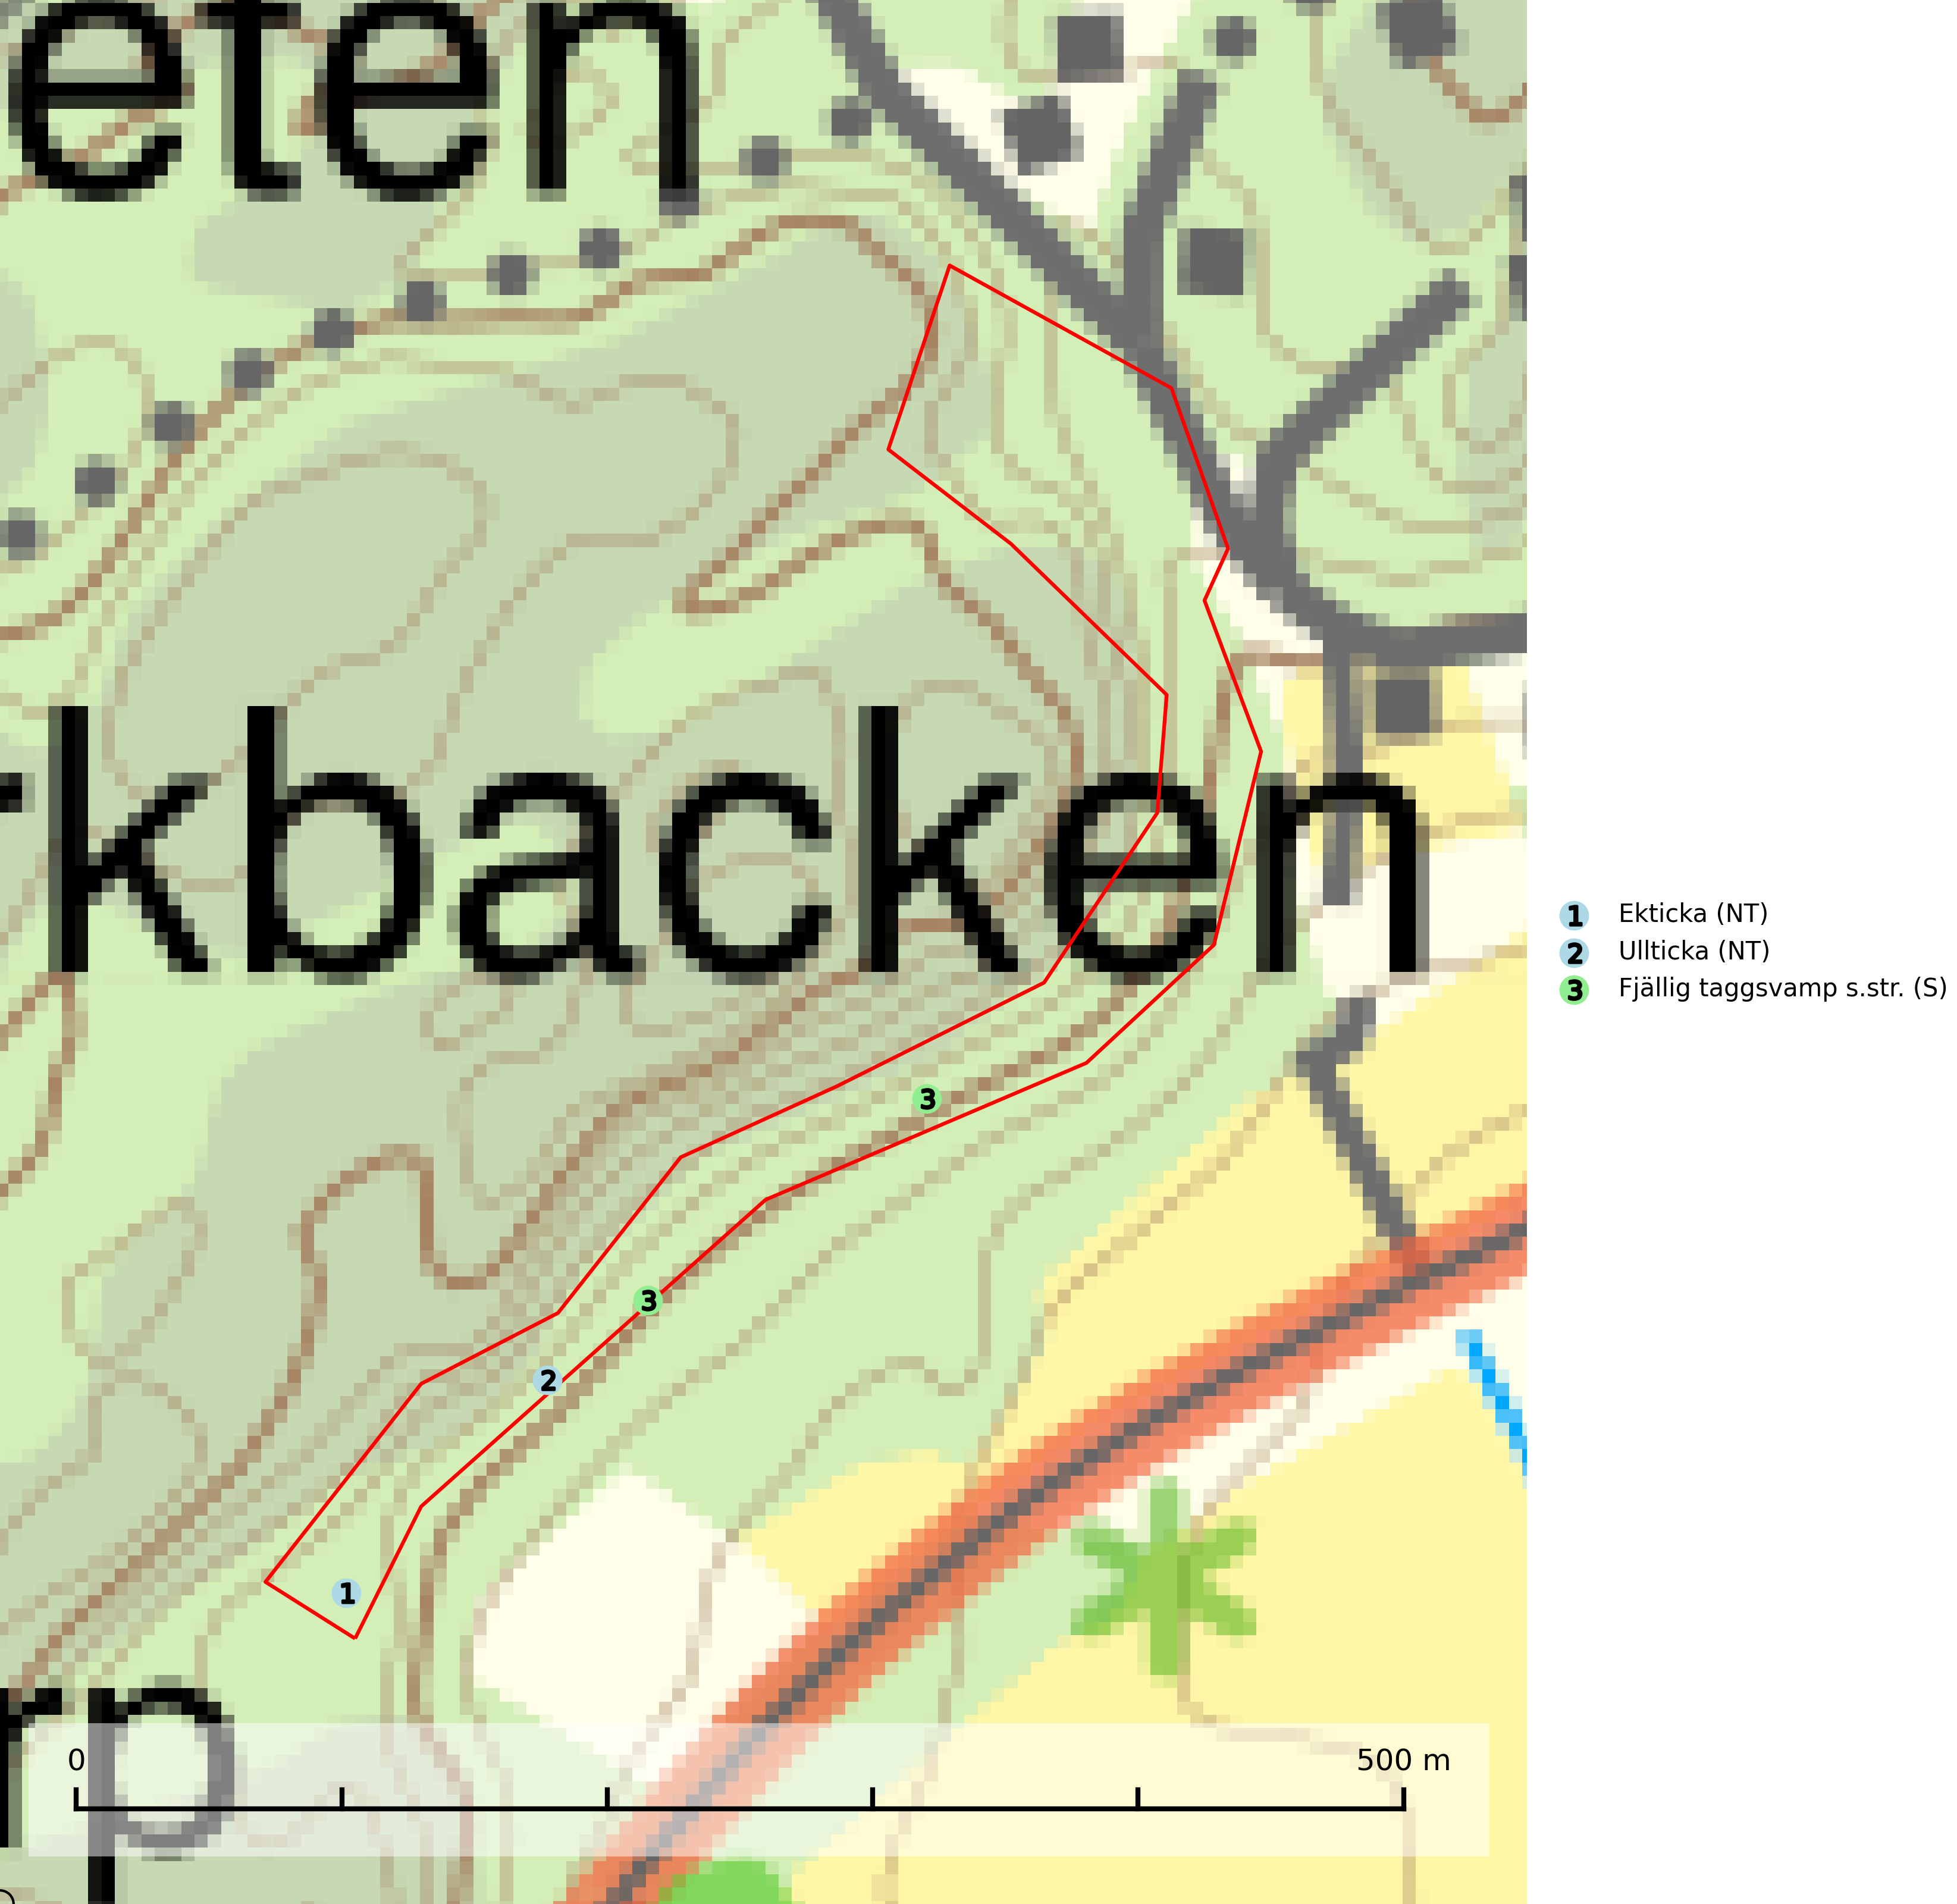 eten
kbacken
1 Ekticka (NT)
2 Ullticka (NT)
3 Fjällig taggsvamp s.str. (S)
3
3
2
1
rp
0 500 m